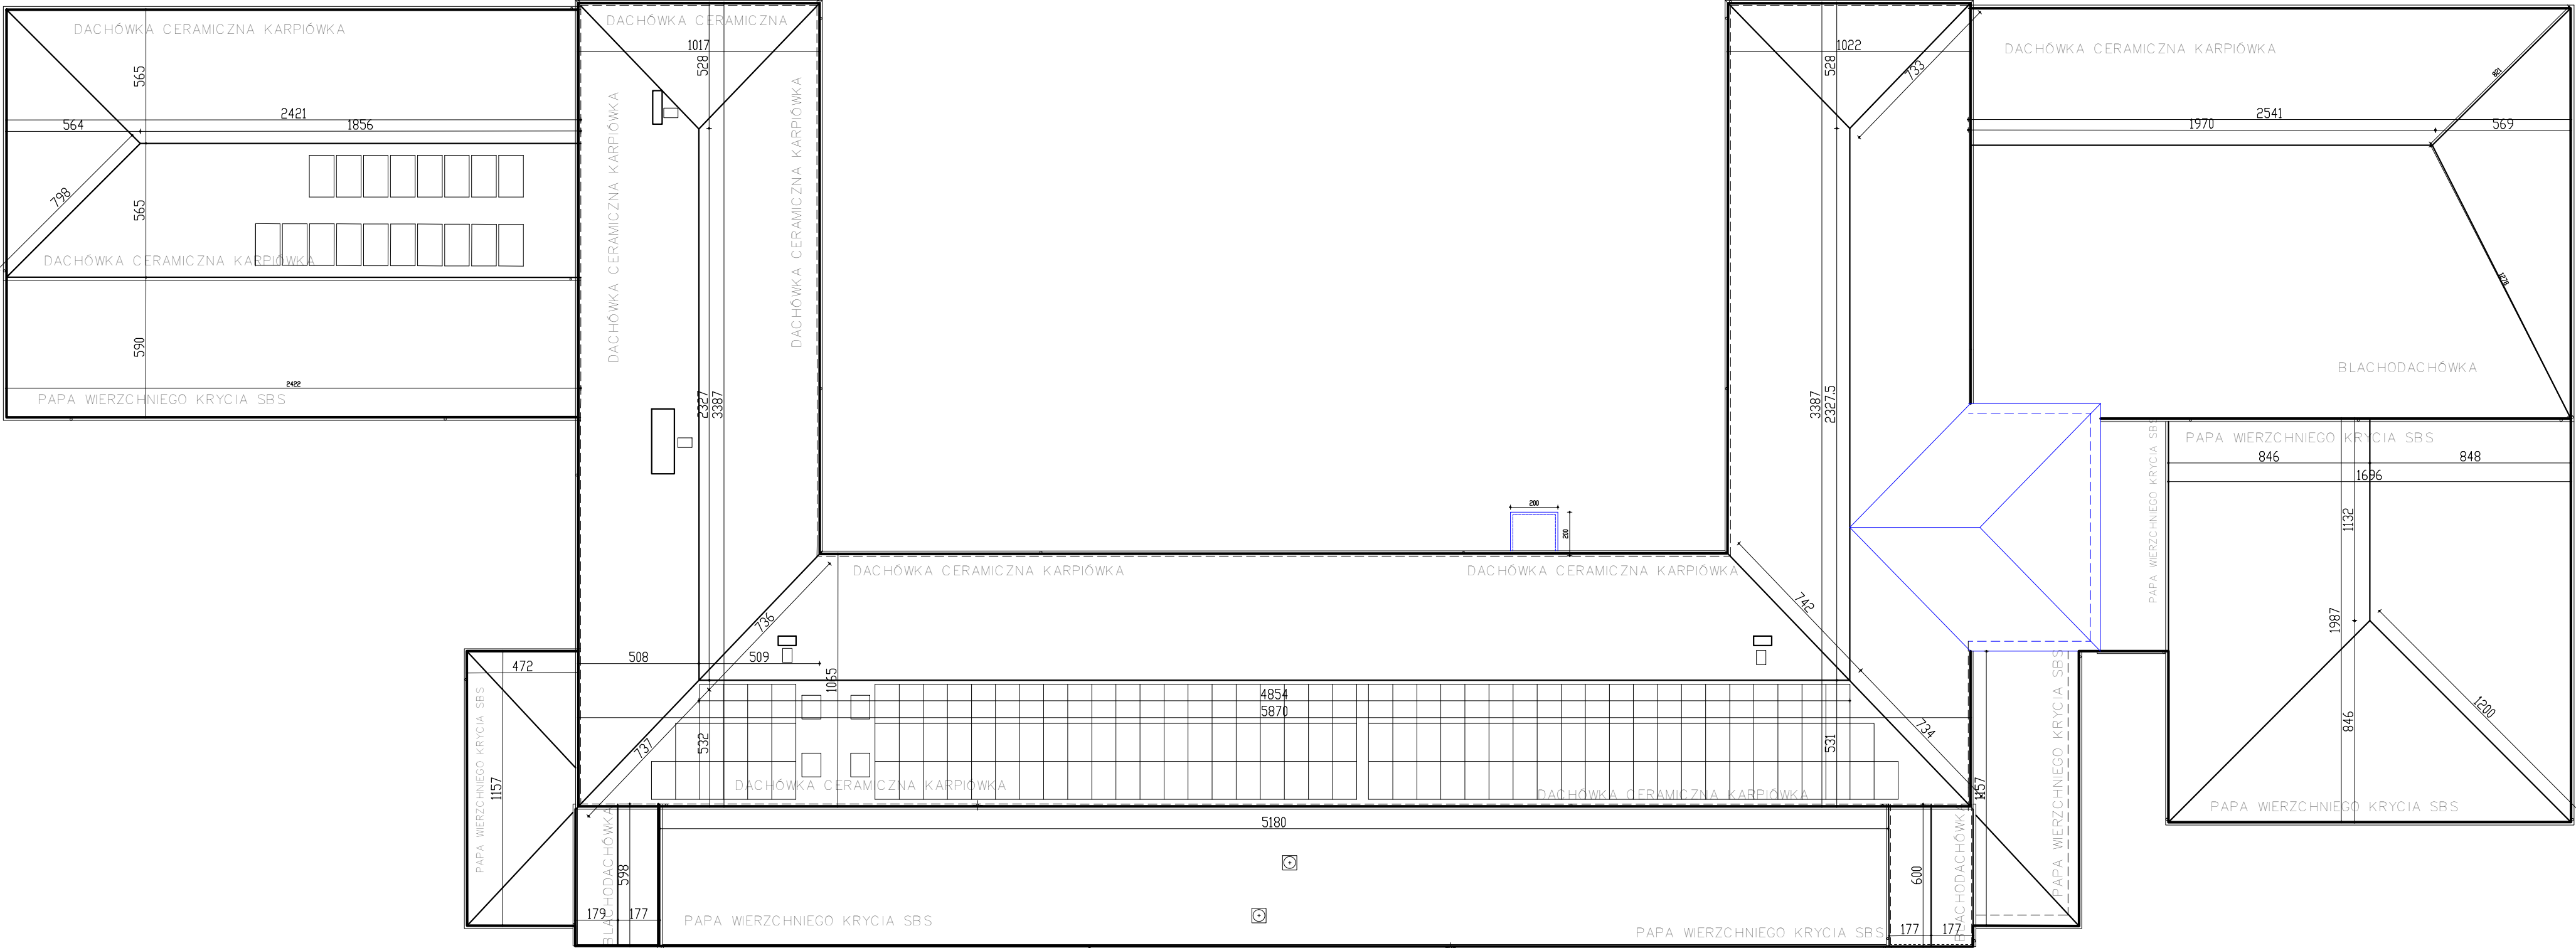 DACHÓWKA CERAMICZNA KARPIÓWKA
565
2421
564
1856
798
565
DACHÓWKA CERAMICZNA KARPIÓWKA
590
2422
PAPA WIERZCHNIEGO KRYCIA SBS
DACHÓWKA CERAMICZNA
1017
528
DACHÓWKA CERAMICZNA KARPIÓWKA
DACHÓWKA CERAMICZNA KARPIÓWKA
2327
3387
1022
528
733
3387
2327.5
DACHÓWKA CERAMICZNA KARPIÓWKA
821
2541
1970
569
1278
BLACHODACHÓWKA
PAPA WIERZCHNIEGO KRYCIA SBS
PAPA WIERZCHNIEGO KRYCIA SBS
846
848
1696
1132
1987
846
1200
PAPA WIERZCHNIEGO KRYCIA SBS
200
200
DACHÓWKA CERAMICZNA KARPIÓWKA
DACHÓWKA CERAMICZNA KARPIÓWKA
736
742
508
509
1065
472
1157
PAPA WIERZCHNIEGO KRYCIA SBS
4854
5870
737
532
531
734
DACHÓWKA CERAMICZNA KARPIÓWKA
DACHÓWKA CERAMICZNA KARPIÓWKA
1157
PAPA WIERZCHNIEGO KRYCIA SBS
5180
BLACHODACHÓWKA
598
179
177
PAPA WIERZCHNIEGO KRYCIA SBS
PAPA WIERZCHNIEGO KRYCIA SBS
600
177
177
BLACHODACHÓWKA